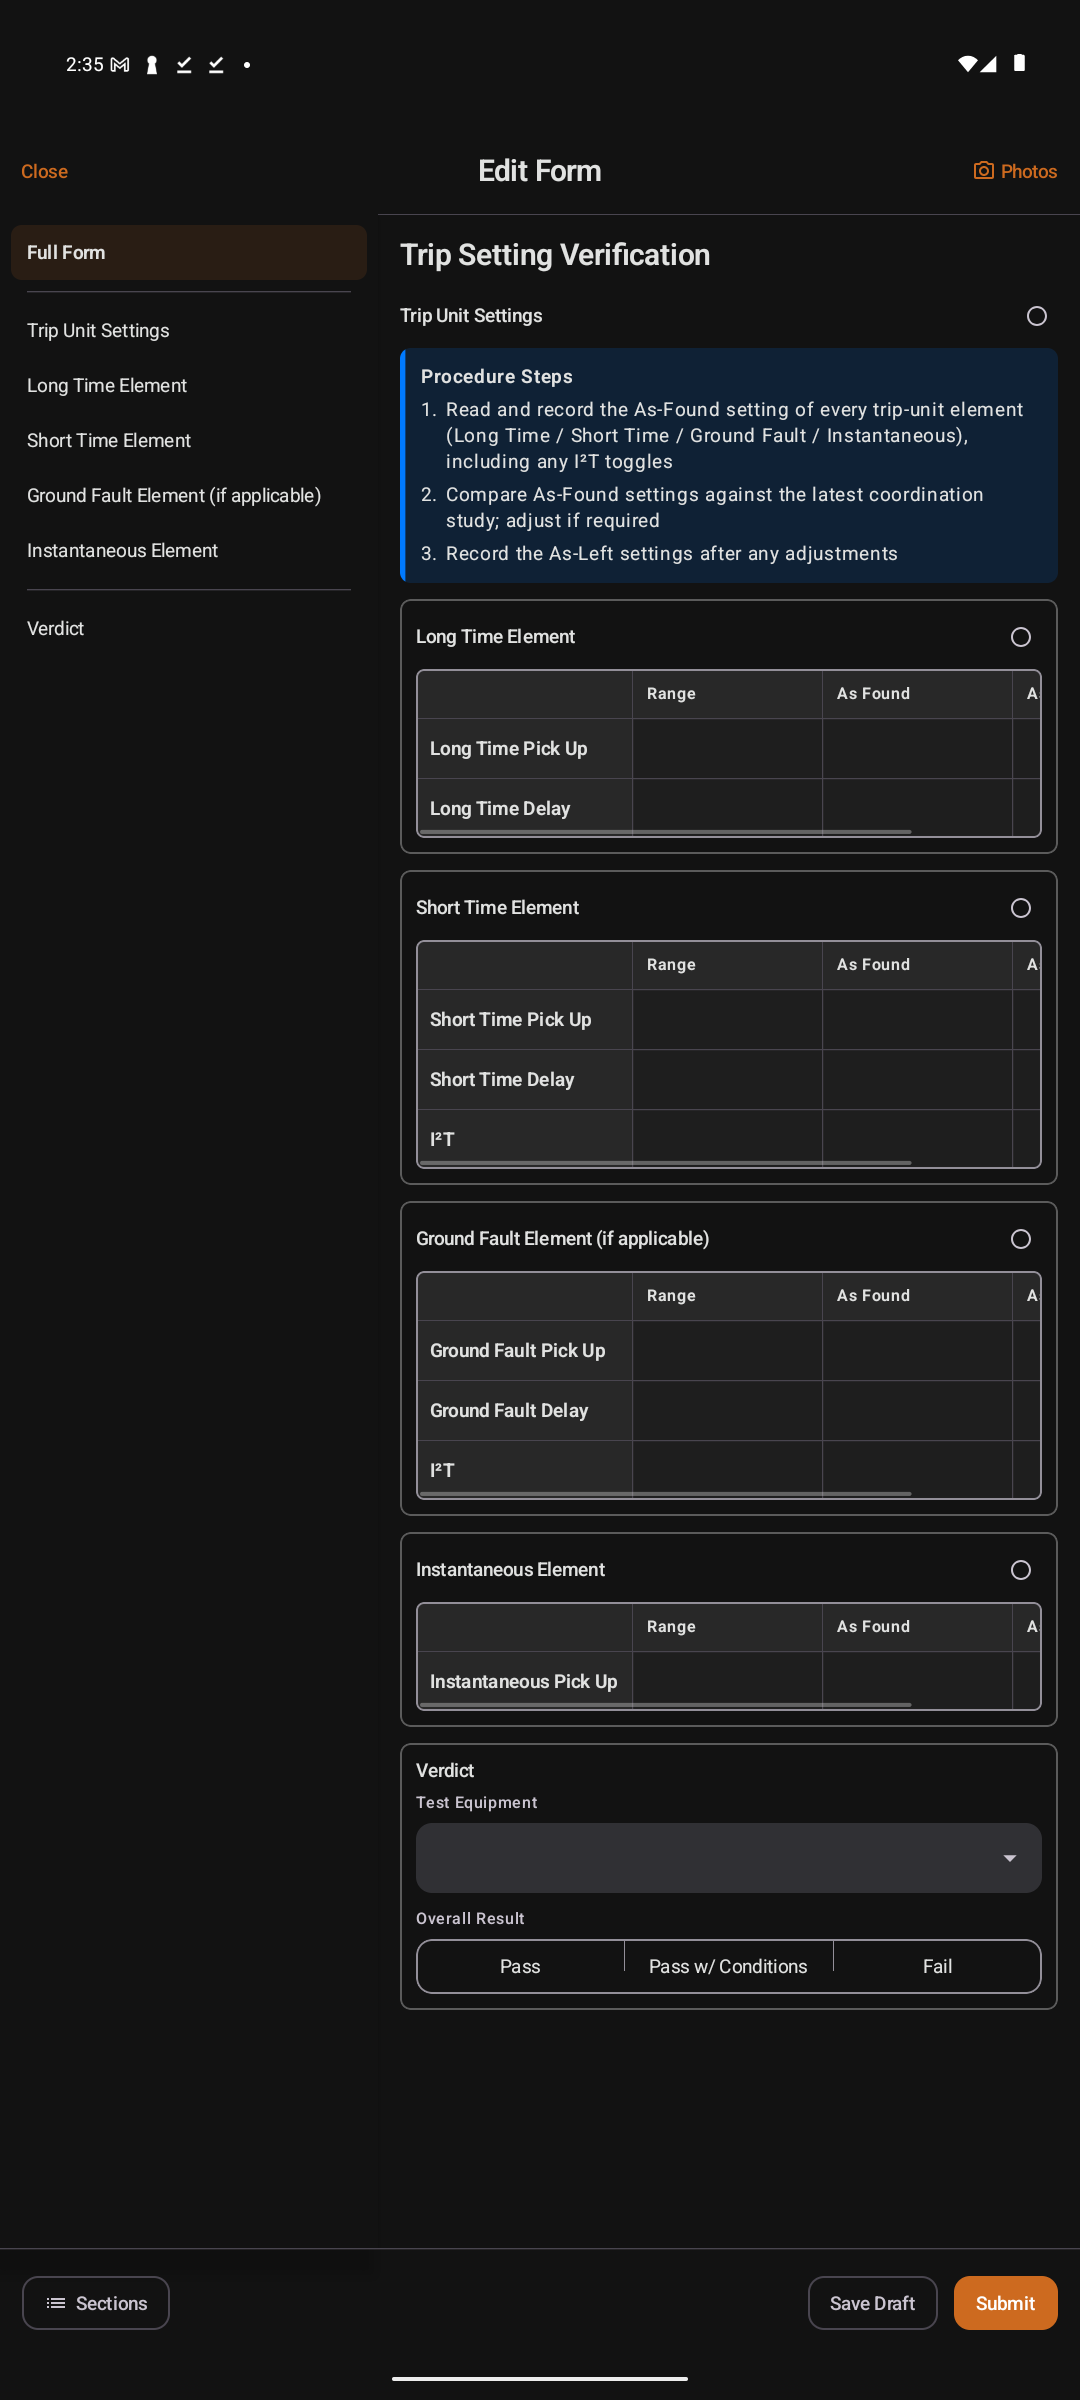 2:35
Close
Edit Form
Photos
Full Form
Trip Unit Settings
Long Time Element
Short Time Element
Ground Fault Element (if applicable)
Instantaneous Element
Verdict
Trip Setting Verification
Trip Unit Settings
Procedure Steps
1. Read and record the As-Found setting of every trip-unit element
(Long Time / Short Time / Ground Fault / Instantaneous),
including any I²T toggles
2. Compare As-Found settings against the latest coordination
study; adjust if required
3. Record the As-Left settings after any adjustments
Long Time Element
Range As Found A
Long Time Pick Up
Long Time Delay
Short Time Element
Range As Found A
Short Time Pick Up
Short Time Delay
I²T
Ground Fault Element (if applicable)
Range As Found A
Ground Fault Pick Up
Ground Fault Delay
I²T
Instantaneous Element
Range As Found A
Instantaneous Pick Up
Verdict
Test Equipment
Overall Result
Pass Pass w/ Conditions Fail
Sections
Save Draft
Submit